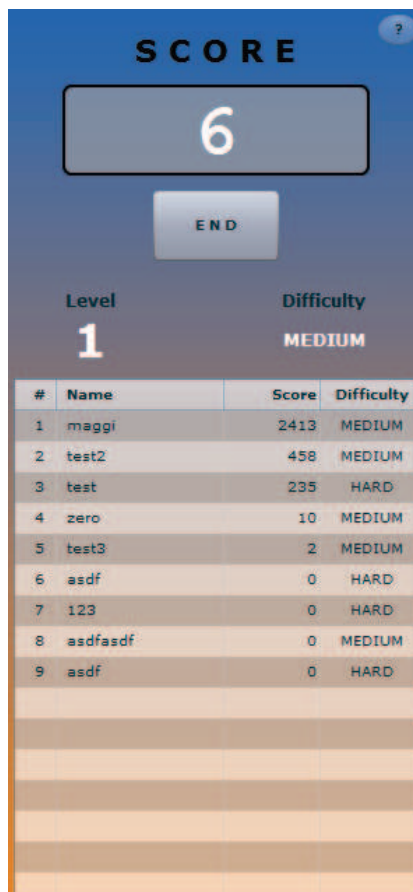 ?
SCORE
6
END
Level Difficulty
1 MEDIUM
# Name Score Difficulty
1 maggi 2413 MEDIUM
2 test2 458 MEDIUM
3 test 235 HARD
4 zero 10 MEDIUM
5 test3 2 MEDIUM
6 asdf 0 HARD
7 123 0 HARD
8 asdfasdf 0 MEDIUM
9 asdf 0 HARD